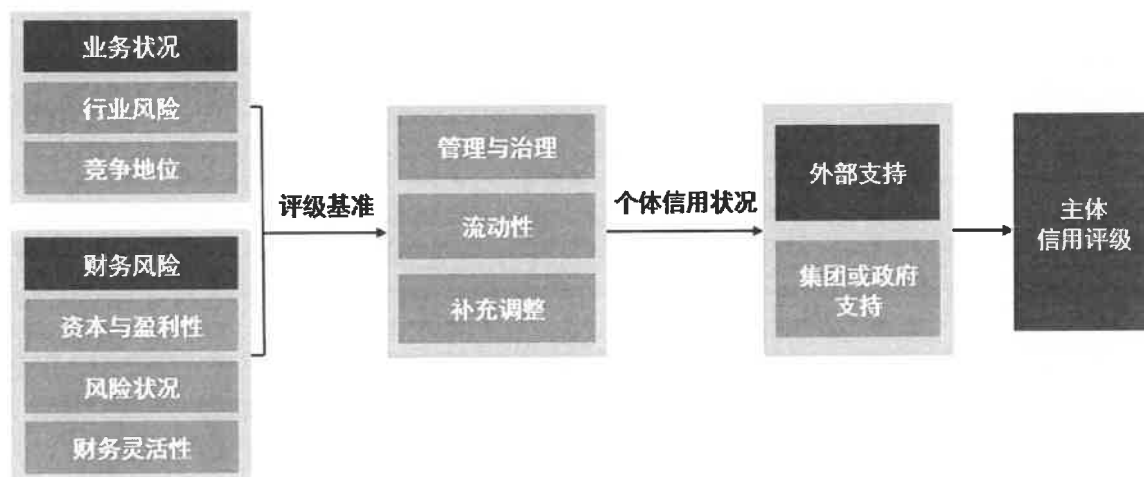 业务状况
行业风险
竞争地位
财务风险
资本与盈利性
风险状况
财务灵活性
评级基准
管理与治理
流动性
补充调整
个体信用状况
外部支持
集团或政府
支持
主体
信用评级